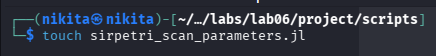 ┌──(nikita㉿nikita)-[~/…/labs/lab06/project/scripts]
└─$ touch sirpetri_scan_parameters.jl